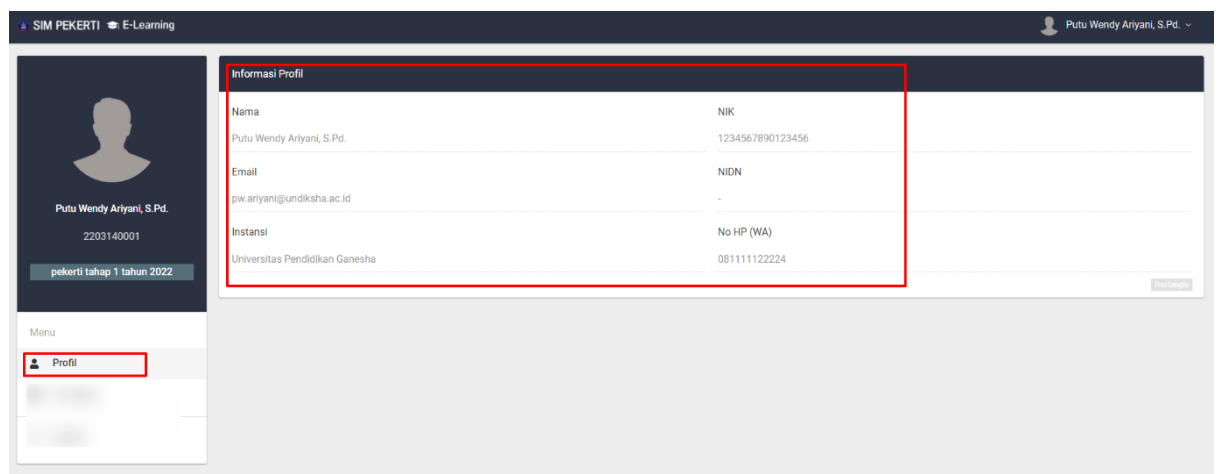 SIM PEKERTI E-Learning
Putu Wendy Ariyani, S.Pd.
Putu Wendy Ariyani, S.Pd.
2203140001
pekerti tahap 1 tahun 2022
Menu
Profil
Informasi Profil
Nama
NIK
Putu Wendy Ariyani, S.Pd.
1234567890123456
Email
NIDN
pw.ariyani@undiksha.ac.id
-
Instansi
No HP (WA)
Universitas Pendidikan Ganesha
081111122224
Rectangle